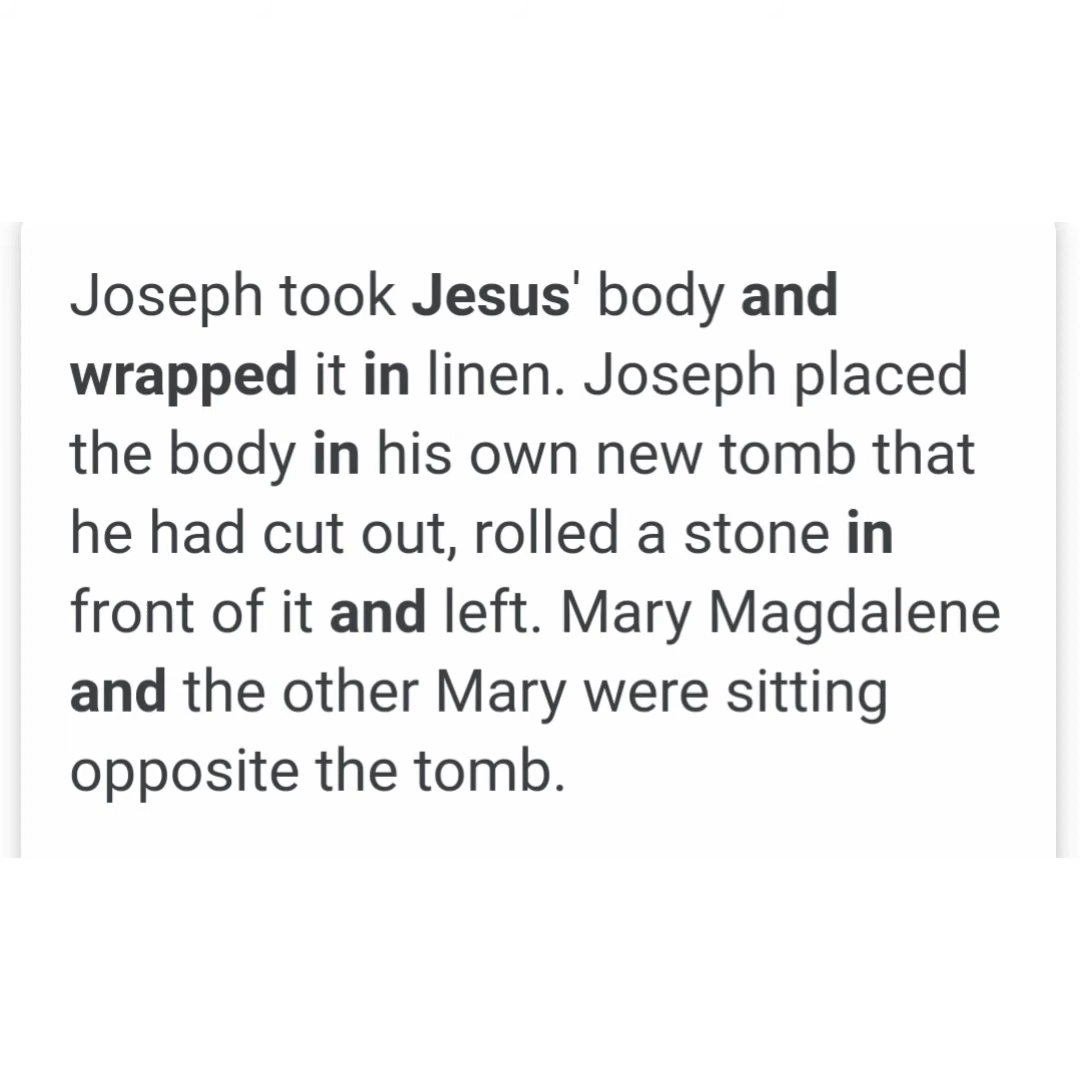 Joseph took Jesus' body and
wrapped it in linen. Joseph placed
the body in his own new tomb that
he had cut out, rolled a stone in
front of it and left. Mary Magdalene
and the other Mary were sitting
opposite the tomb.